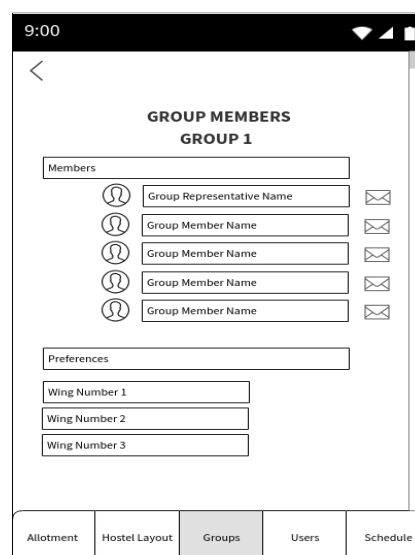 9:00
GROUP MEMBERS
GROUP 1
Members
Group Representative Name
Group Member Name
Group Member Name
Group Member Name
Group Member Name
Preferences
Wing Number 1
Wing Number 2
Wing Number 3
Allotment Hostel Layout Groups Users Schedule